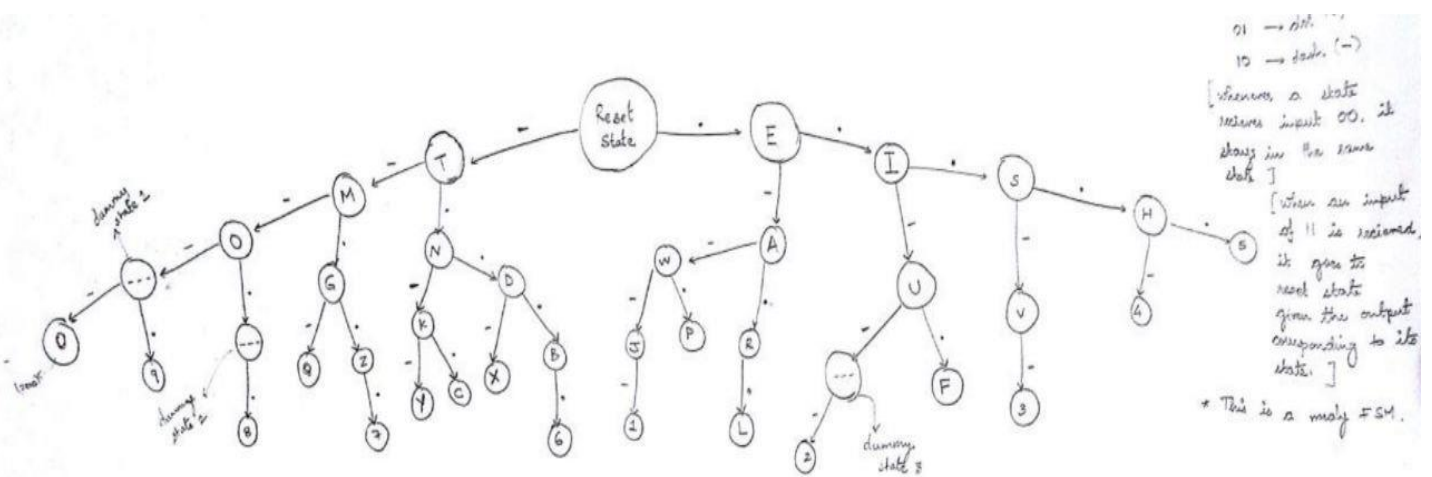 01 → dot
10 → dash. (-)
[whenever a state
recieves input 00, it
stays in the same
state ]
[when an input
of 11 is recieved,
it goes to
reset state
given the output
corresponding to its
state. ]
* This is a mealy FSM.
Reset
State
-
.
T
E
-
.
-
.
M
N
A
I
-
.
-
.
-
.
-
.
O
G
K
D
W
R
U
S
-
.
-
.
-
.
-
.
-
.
.
-
.
-
.
dummy
state 1
---
---
dummy
state 2
Q
Z
Y
C
X
B
J
P
L
---
dummy
state 3
F
V
H
-
.
.
.
.
-
-
-
-
.
0
9
8
7
6
1
2
3
4
5